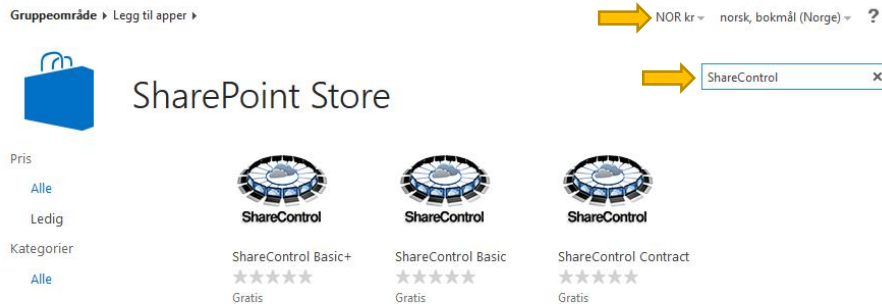 Gruppeområde ▸ Legg til apper ▸
NOR kr norsk, bokmål (Norge) ?
ShareControl ×
SharePoint Store
Pris
Alle
Ledig
Kategorier
Alle
ShareControl ShareControl ShareControl
ShareControl Basic+ ShareControl Basic ShareControl Contract
Gratis Gratis Gratis